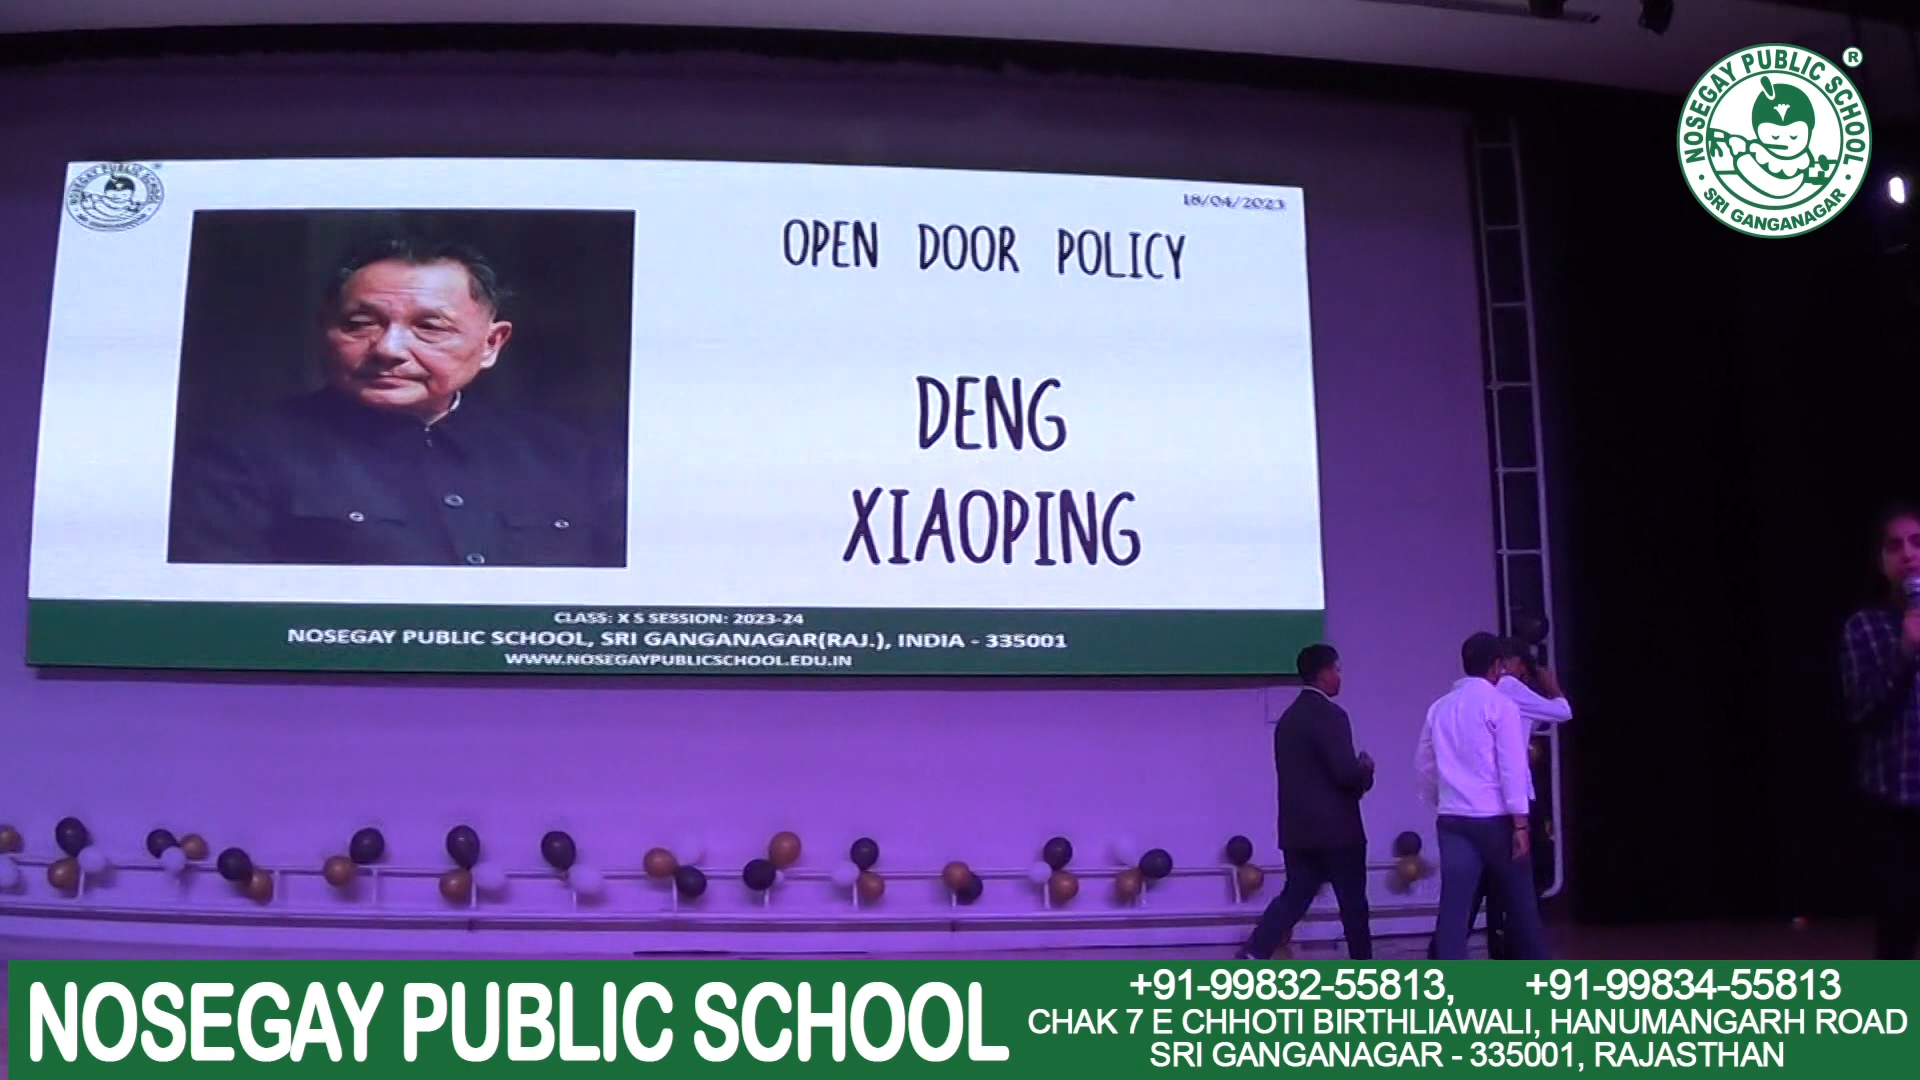 NOSEGAY PUBLIC SCHOOL
®
• SRI GANGANAGAR •
18/04/2023
OPEN DOOR POLICY
DENG
XIAOPING
CLASS: X S SESSION: 2023-24
NOSEGAY PUBLIC SCHOOL, SRI GANGANAGAR(RAJ.), INDIA - 335001
WWW.NOSEGAYPUBLICSCHOOL.EDU.IN
NOSEGAY PUBLIC SCHOOL
+91-99832-55813, +91-99834-55813
CHAK 7 E CHHOTI BIRTHLIAWALI, HANUMANGARH ROAD
SRI GANGANAGAR - 335001, RAJASTHAN